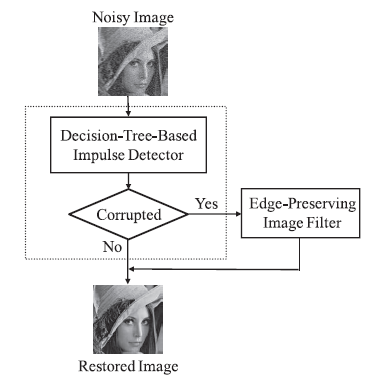 Noisy Image
Decision-Tree-Based
Impulse Detector
Corrupted
Yes
No
Edge-Preserving
Image Filter
Restored Image